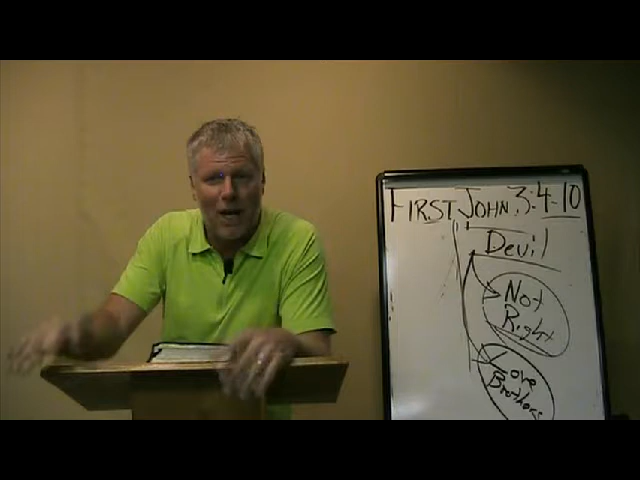 FIRST JOHN 3:4-10
Devil
Not
Right
Love
Brothers